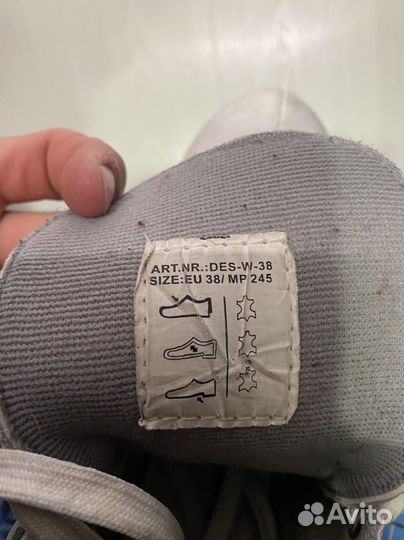 ART.NR.:DES-W-38
SIZE:EU 38/ MP 245
Avito